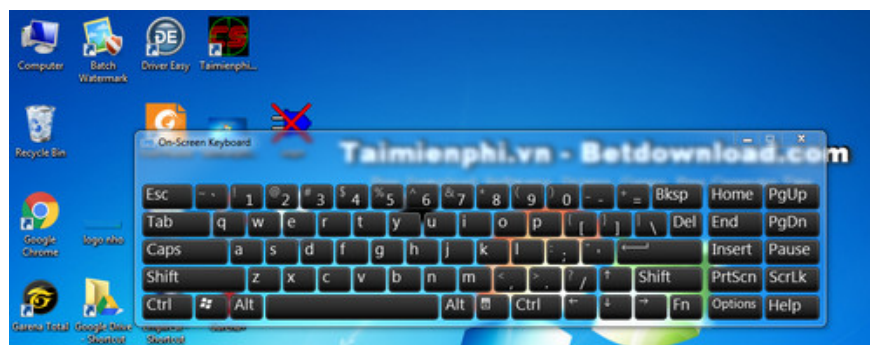 Computer
Batch Watermark
Driver Easy
Taimienphi...
Recycle Bin
On-Screen Keyboard
Taimienphi.vn - Betdownload.com
Esc ~ ` ! 1 @ 2 # 3 $ 4 % 5 ^ 6 & 7 * 8 ( 9 ) 0 _ - + = Bksp Home PgUp
Tab q w e r t y u i o p { [ } ] | \ Del End PgDn
Caps a s d f g h j k l : ; " ' Insert Pause
Shift z x c v b n m < , > . ? / ↑ Shift PrtScn ScrLk
Ctrl Alt Alt Ctrl ← ↓ → Fn Options Help
Google Chrome
logo nho
Garena Total
Google Drive - Shortcut
Shortcut